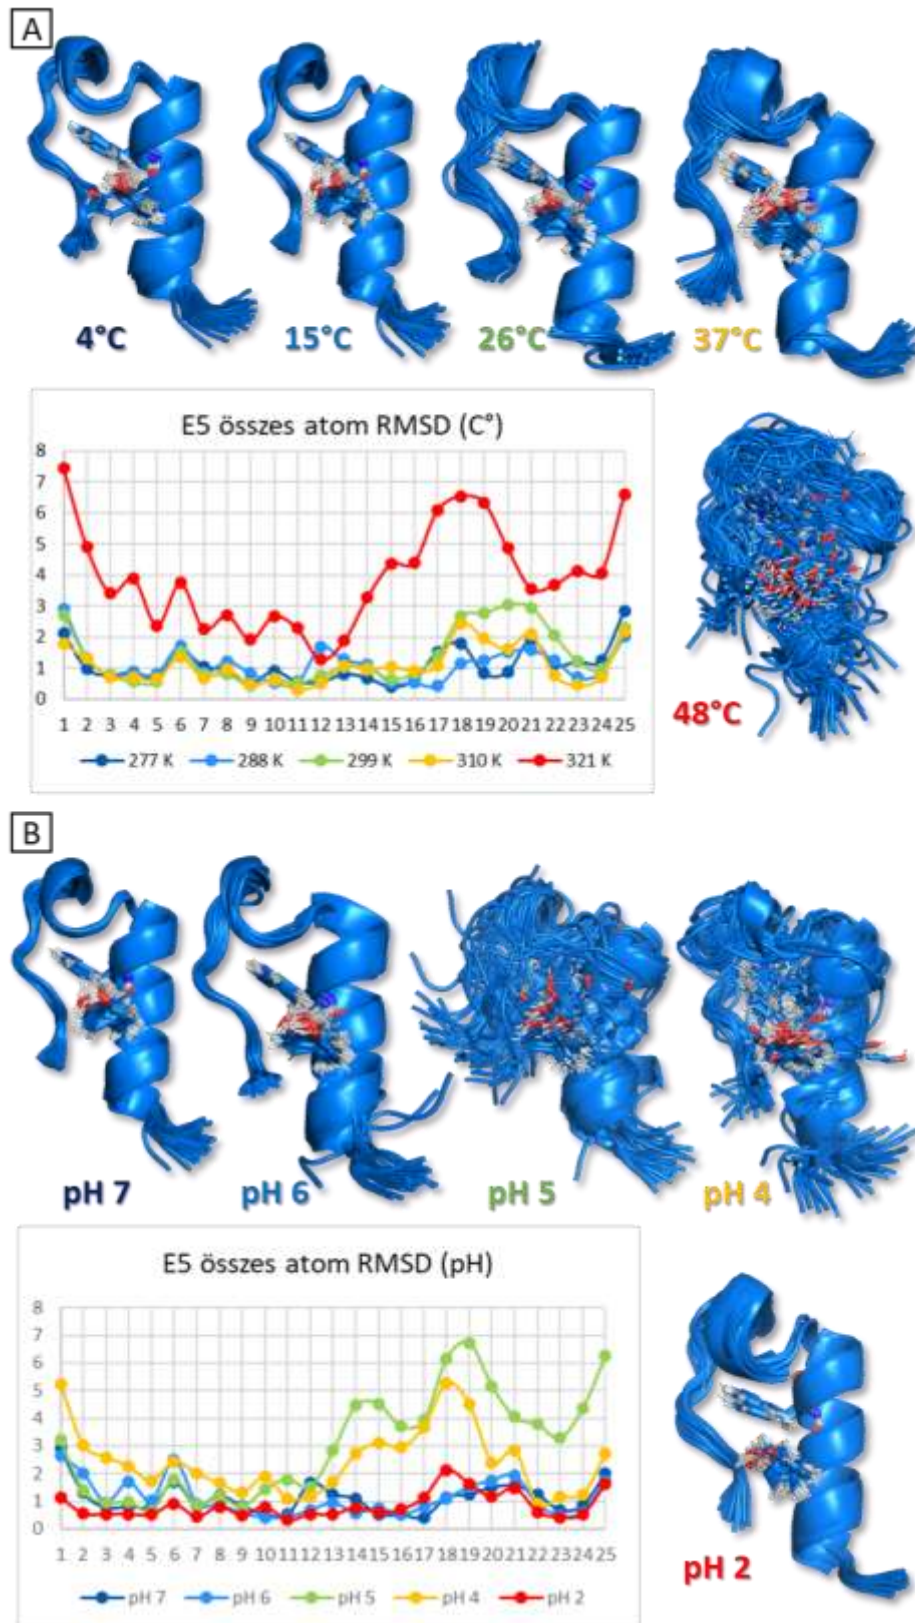 A
4°C 15°C 26°C 37°C
E5 összes atom RMSD (C°)
8
7
6
5
4
3
2
1
0
1 2 3 4 5 6 7 8 9 10 11 12 13 14 15 16 17 18 19 20 21 22 23 24 25
277 K 288 K 299 K 310 K 321 K
48°C
B
pH 7 pH 6 pH 5 pH 4
E5 összes atom RMSD (pH)
8
7
6
5
4
3
2
1
0
1 2 3 4 5 6 7 8 9 10 11 12 13 14 15 16 17 18 19 20 21 22 23 24 25
pH 7 pH 6 pH 5 pH 4 pH 2
pH 2